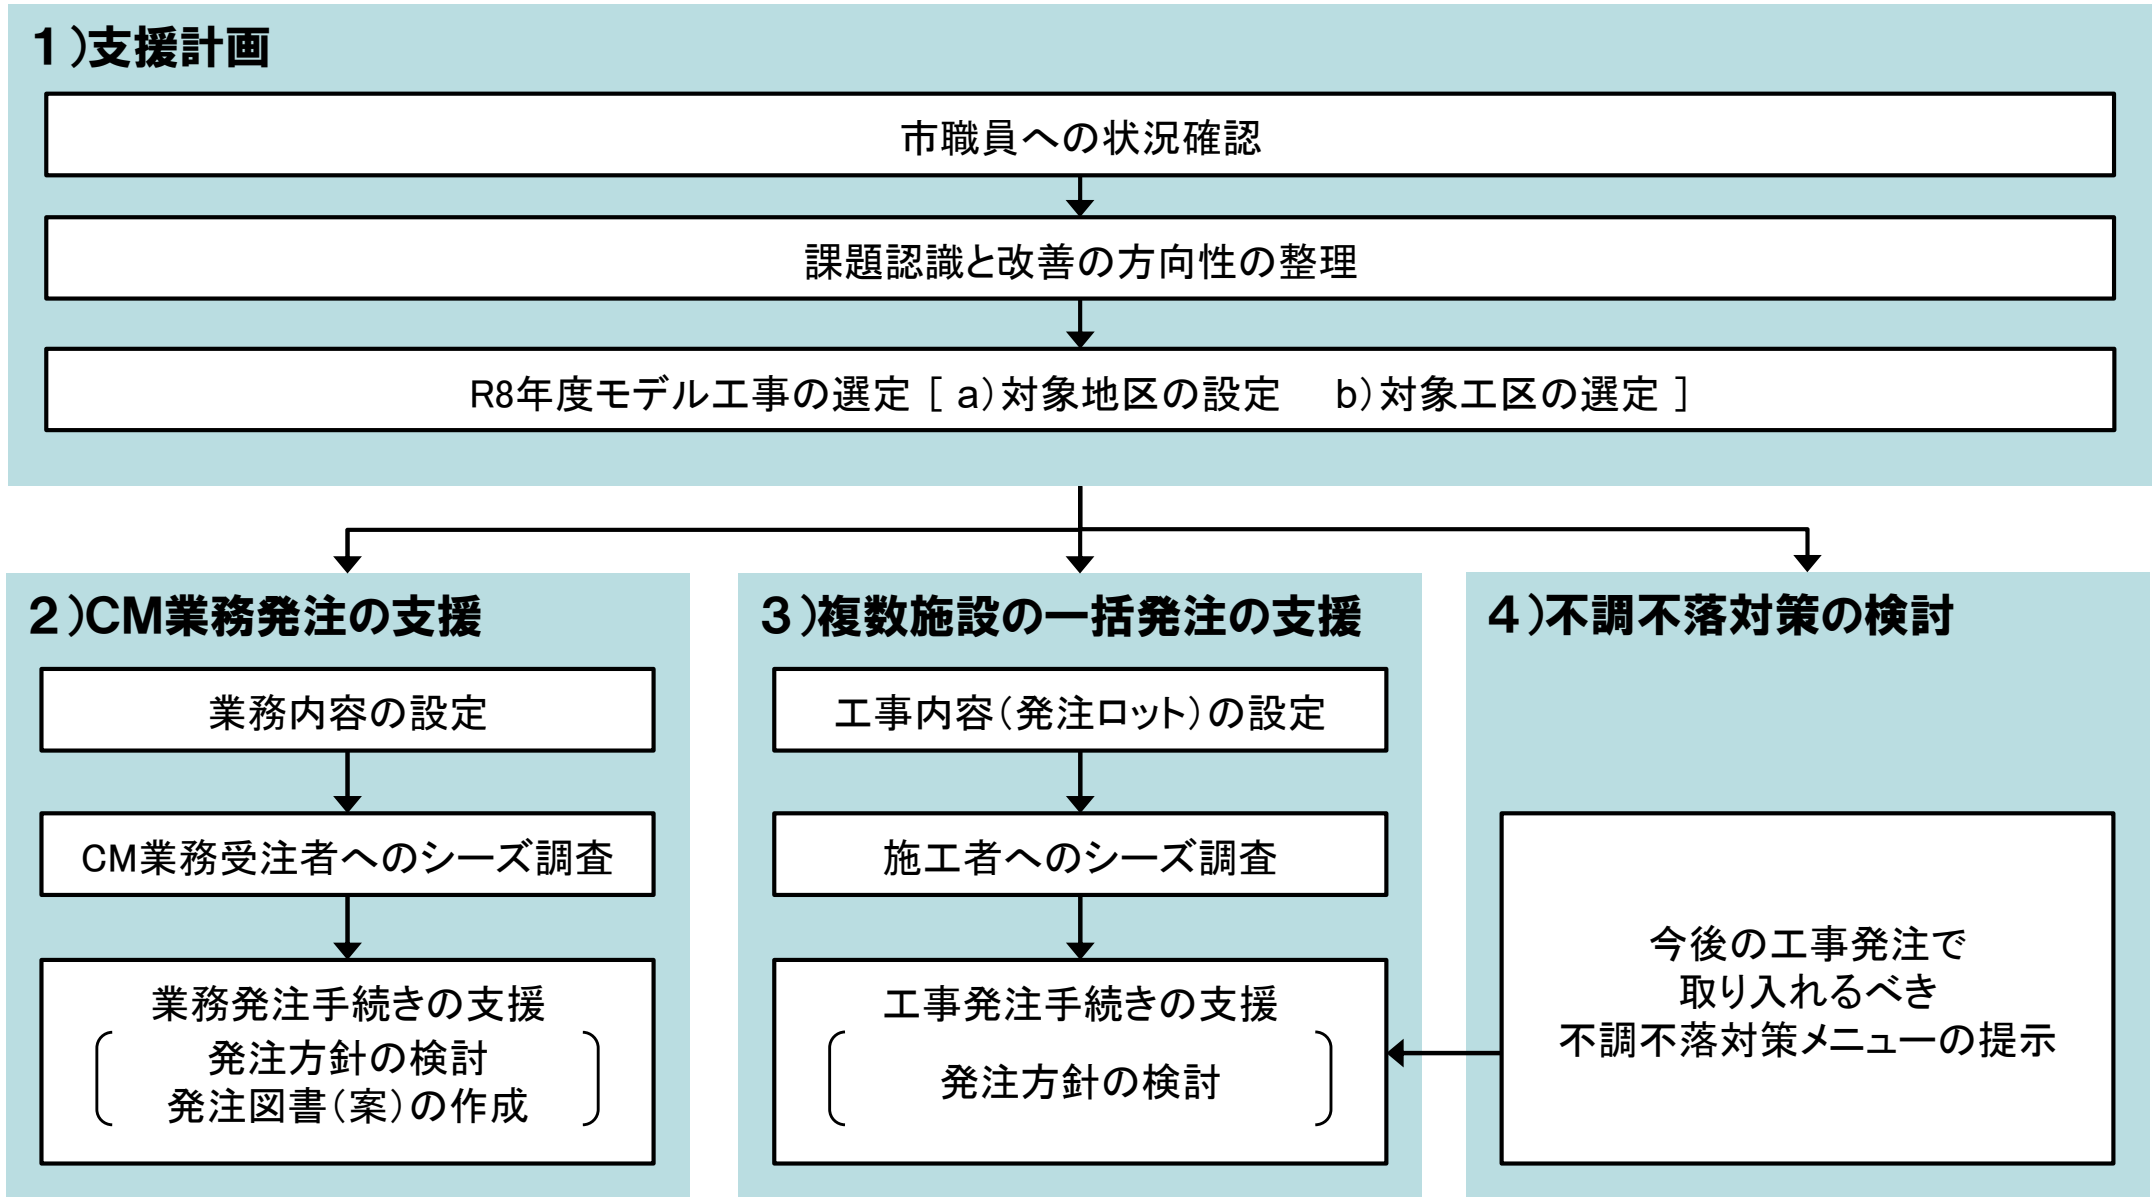 １）支援計画
市職員への状況確認
課題認識と改善の方向性の整理
R8年度モデル工事の選定［ a）対象地区の設定　b）対象工区の選定 ］
２）CM業務発注の支援
業務内容の設定
CM業務受注者へのシーズ調査
業務発注手続きの支援
発注方針の検討
発注図書（案）の作成
３）複数施設の一括発注の支援
工事内容（発注ロット）の設定
施工者へのシーズ調査
工事発注手続きの支援
発注方針の検討
４）不調不落対策の検討
今後の工事発注で
取り入れるべき
不調不落対策メニューの提示